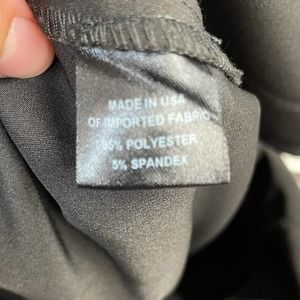 MADE IN USA
OF IMPORTED FABRIC
95% POLYESTER
5% SPANDEX